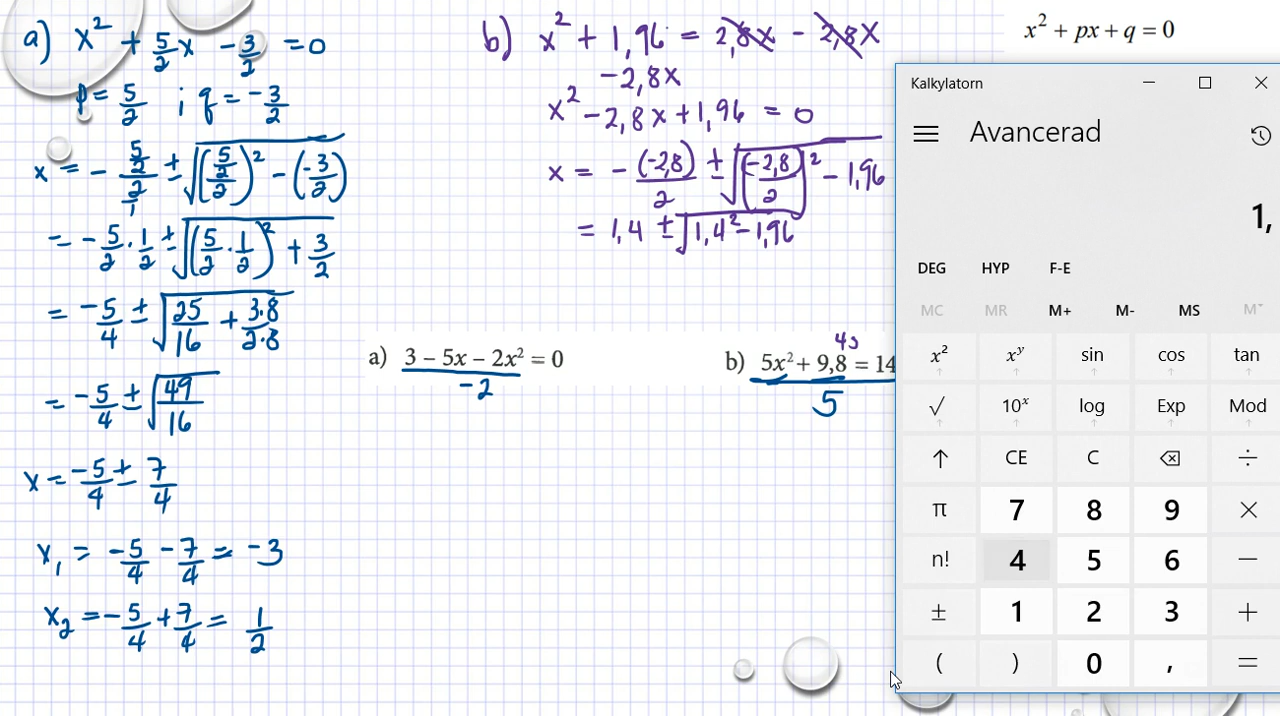 a) x² + 5/2 x - 3/2 = 0
p = 5/2 ; q = -3/2
x = - (5/2)/(2/1) ± √((5/2)/2)² - (-3/2)
= - 5/2 · 1/2 ± √(5/2 · 1/2)² + 3/2
= -5/4 ± √25/16 + 3·8/2·8
= -5/4 ± √49/16
x = -5/4 ± 7/4
x₁ = -5/4 - 7/4 = -3
x₂ = -5/4 + 7/4 = 1/2
b) x² + 1,96 = 2,8x - 2,8x
-2,8x
x² - 2,8x + 1,96 = 0
x = - (-2,8)/2 ± √((-2,8)/2)² - 1,96
= 1,4 ± √1,4² - 1,96
a) 3 − 5x − 2x² = 0
-2
b) 5x² + 9,8 = 14
5
x² + px + q = 0
Kalkylatorn
Avancerad
1,
DEG HYP F-E
MC MR M+ M- MS
x² xʸ sin cos tan
√ 10ˣ log Exp Mod
↑ CE C ⌫ ÷
π 7 8 9 ×
n! 4 5 6 −
± 1 2 3 +
( ) 0 , =